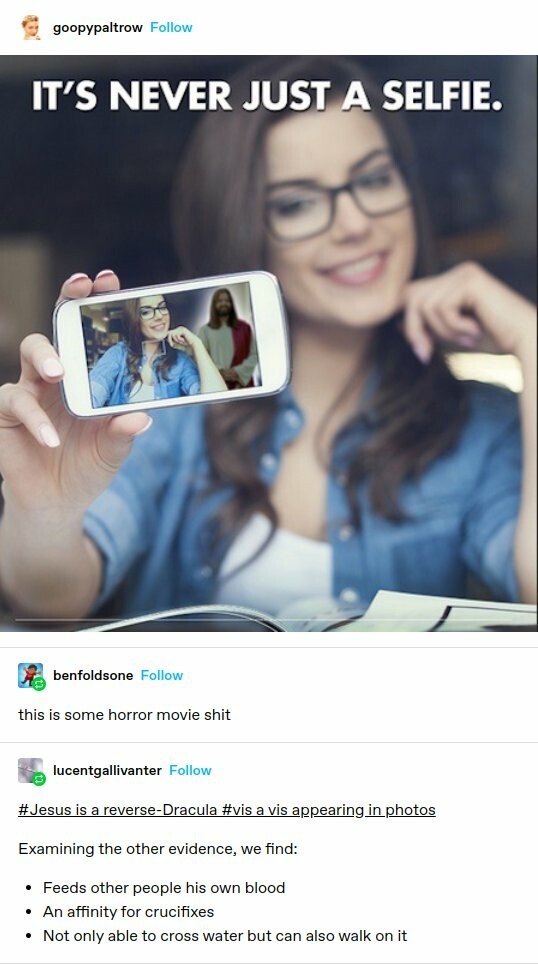 goopypaltrow Follow
IT'S NEVER JUST A SELFIE.
benfoldsone Follow
this is some horror movie shit
lucentgallivanter Follow
#Jesus is a reverse-Dracula #vis a vis appearing in photos
Examining the other evidence, we find:
• Feeds other people his own blood
• An affinity for crucifixes
• Not only able to cross water but can also walk on it